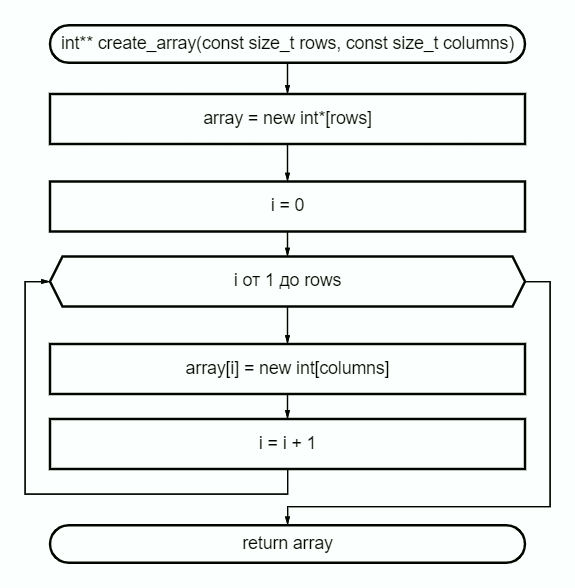 int** create_array(const size_t rows, const size_t columns)
array = new int*[rows]
i = 0
i от 1 до rows
array[i] = new int[columns]
i = i + 1
return array